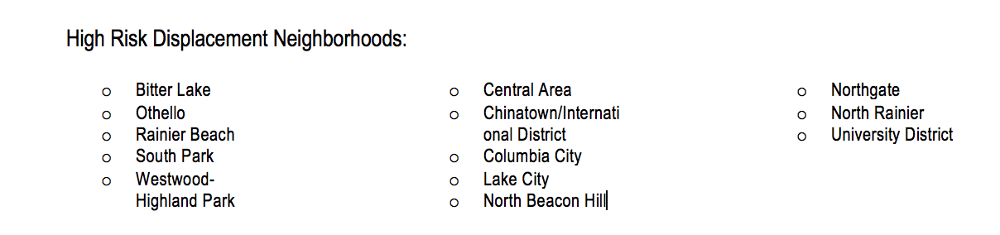 High Risk Displacement Neighborhoods:
o Bitter Lake
o Othello
o Rainier Beach
o South Park
o Westwood-
Highland Park
o Central Area
o Chinatown/Internati
onal District
o Columbia City
o Lake City
o North Beacon Hill
o Northgate
o North Rainier
o University District